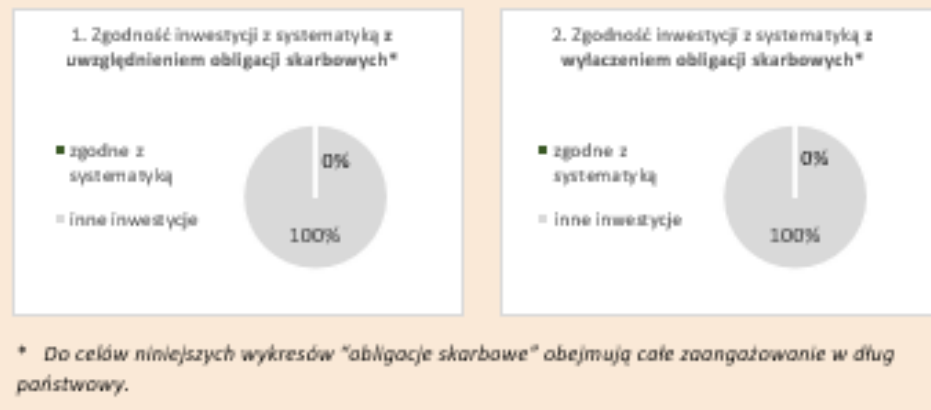 1. Zgodność inwestycji z systematyką z
uwzględnieniem obligacji skarbowych*
zgodne z
systematyką
inne inwestycje
0%
100%
2. Zgodność inwestycji z systematyką z
wyłaczeniem obligacji skarbowych*
zgodne z
systematyką
inne inwestycje
0%
100%
* Do celów niniejszych wykresów "obligacje skarbowe" obejmują całe zaangażowanie w dług
państwowy.